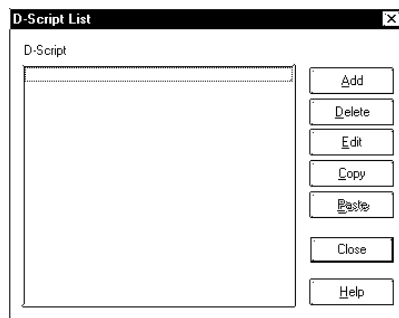 D-Script List
D-Script
Add
Delete
Edit
Copy
Paste
Close
Help